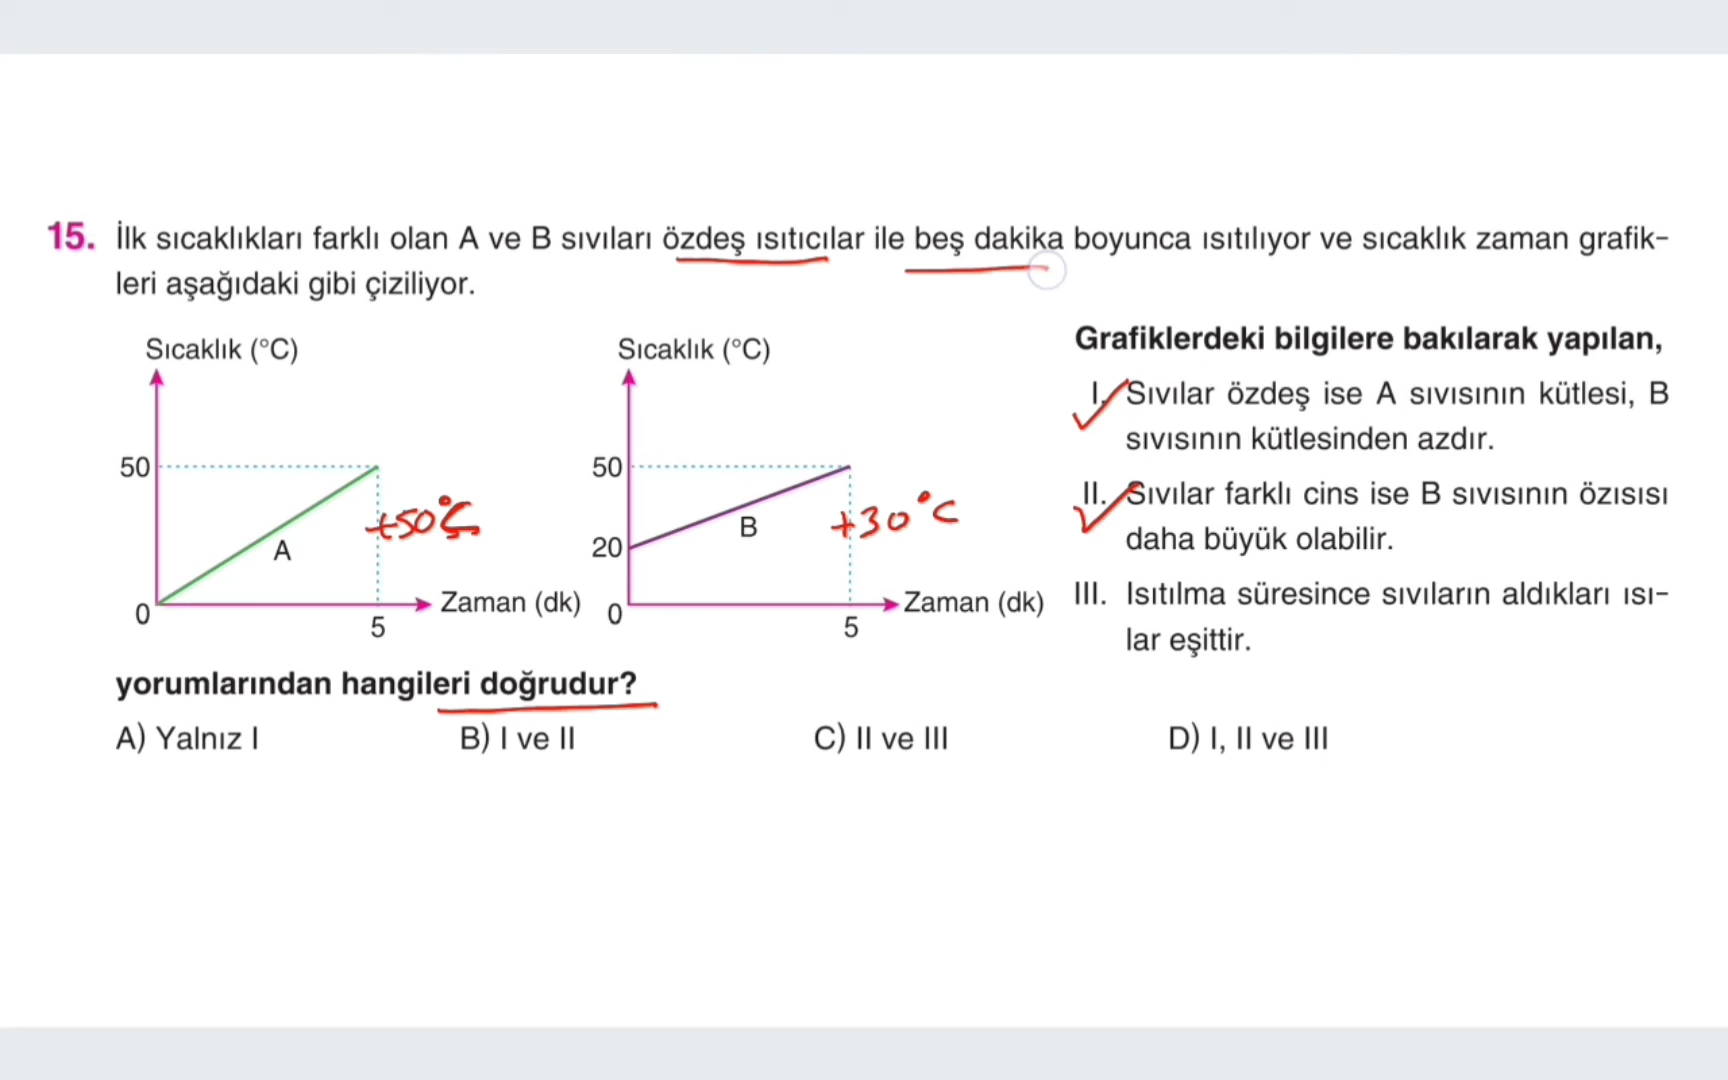 15. İlk sıcaklıkları farklı olan A ve B sıvıları özdeş ısıtıcılar ile beş dakika boyunca ısıtılıyor ve sıcaklık zaman grafik-
leri aşağıdaki gibi çiziliyor.
Sıcaklık (°C)
50
A
+50°C
0
5
Zaman (dk)
Sıcaklık (°C)
50
20
B
+30°C
0
5
Zaman (dk)
Grafiklerdeki bilgilere bakılarak yapılan,
I. Sıvılar özdeş ise A sıvısının kütlesi, B
sıvısının kütlesinden azdır.
II. Sıvılar farklı cins ise B sıvısının özısısı
daha büyük olabilir.
III. Isıtılma süresince sıvıların aldıkları ısı-
lar eşittir.
yorumlarından hangileri doğrudur?
A) Yalnız I B) I ve II C) II ve III D) I, II ve III